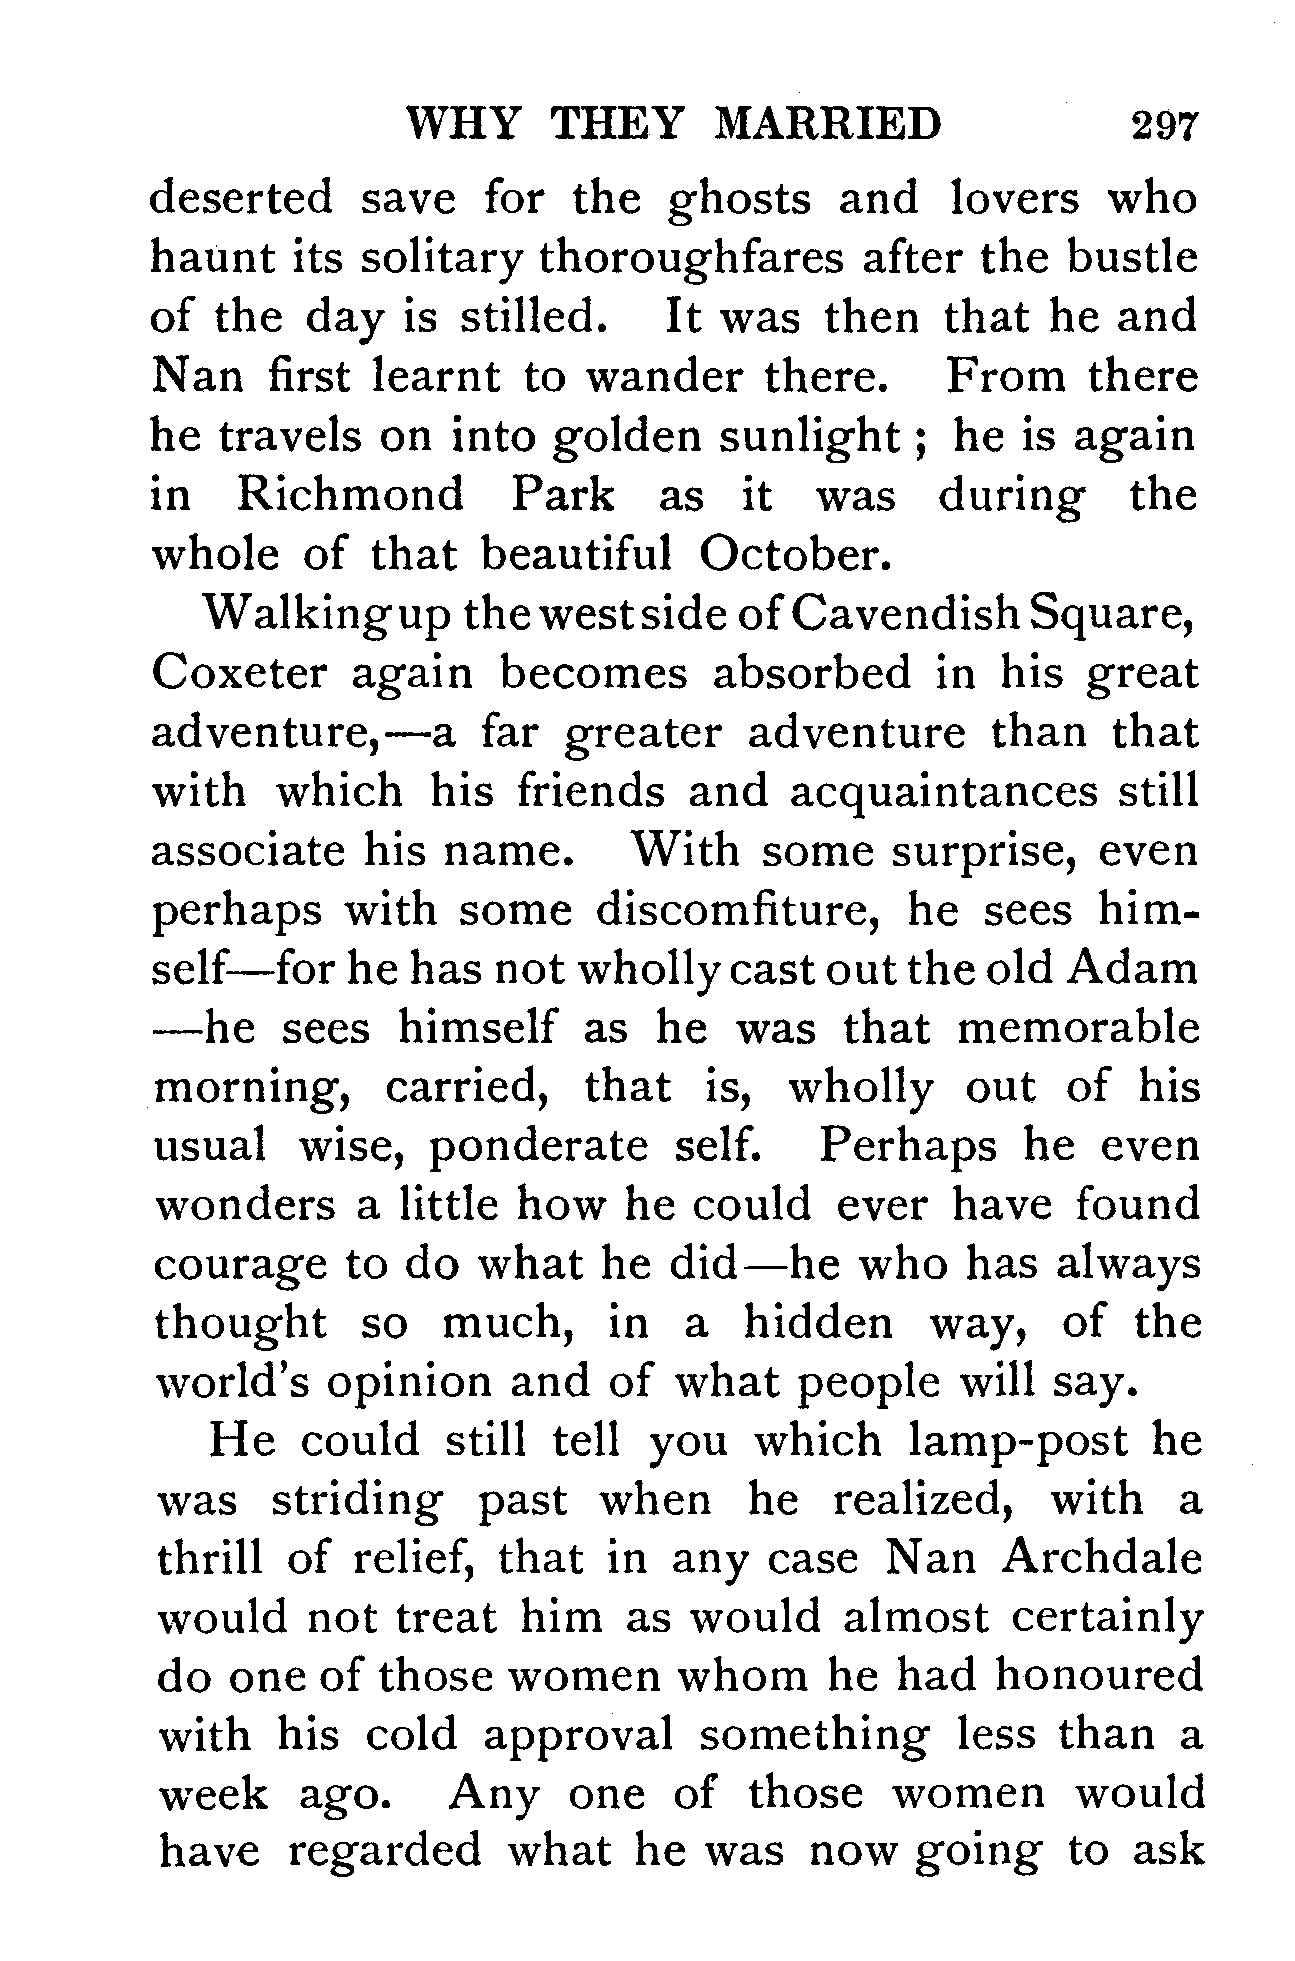 WHY THEY MARRIED 297
deserted save for the ghosts and lovers who
haunt its solitary thoroughfares after the bustle
of the day is stilled. It was then that he and
Nan first learnt to wander there. From there
he travels on into golden sunlight ; he is again
in Richmond Park as it was during the
whole of that beautiful October.
Walking up the west side of Cavendish Square,
Coxeter again becomes absorbed in his great
adventure,—a far greater adventure than that
with which his friends and acquaintances still
associate his name. With some surprise, even
perhaps with some discomfiture, he sees him-
self—for he has not wholly cast out the old Adam
—he sees himself as he was that memorable
morning, carried, that is, wholly out of his
usual wise, ponderate self. Perhaps he even
wonders a little how he could ever have found
courage to do what he did—he who has always
thought so much, in a hidden way, of the
world's opinion and of what people will say.
He could still tell you which lamp-post he
was striding past when he realized, with a
thrill of relief, that in any case Nan Archdale
would not treat him as would almost certainly
do one of those women whom he had honoured
with his cold approval something less than a
week ago. Any one of those women would
have regarded what he was now going to ask